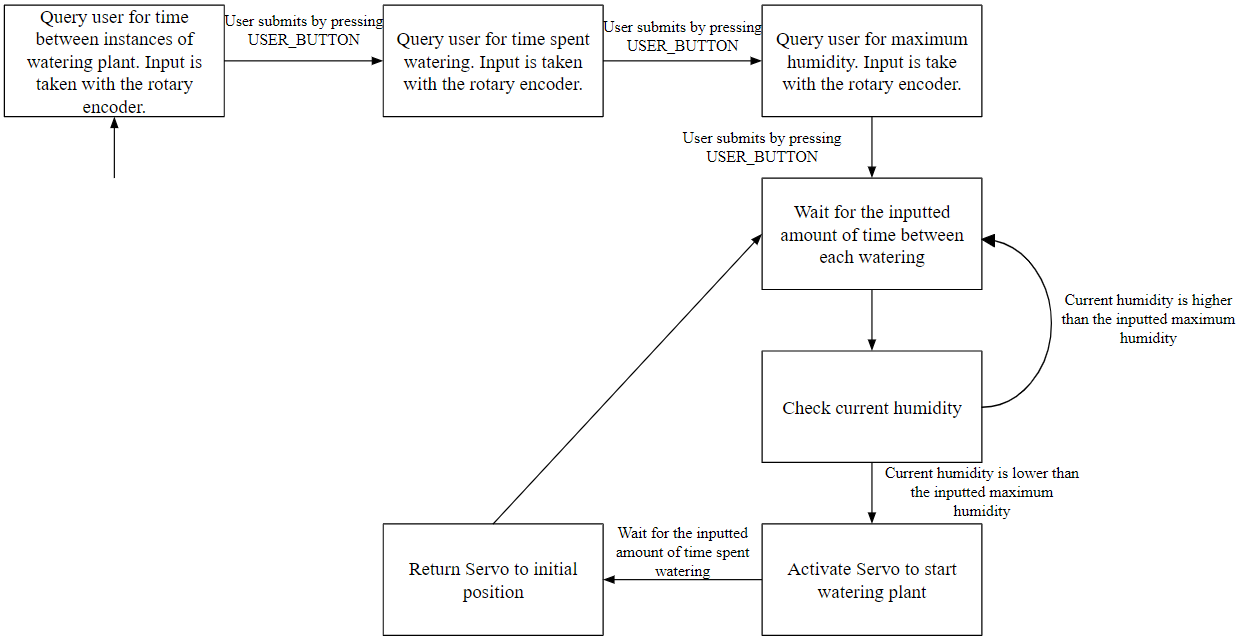 Query user for time
between instances of
watering plant. Input is
taken with the rotary
encoder.
User submits by pressing
USER_BUTTON
Query user for time spent
watering. Input is taken
with the rotary encoder.
User submits by pressing
USER_BUTTON
Query user for maximum
humidity. Input is take
with the rotary encoder.
User submits by pressing
USER_BUTTON
Wait for the inputted
amount of time between
each watering
Current humidity is higher
than the inputted maximum
humidity
Check current humidity
Current humidity is lower than
the inputted maximum
humidity
Activate Servo to start
watering plant
Wait for the inputted
amount of time spent
watering
Return Servo to initial
position